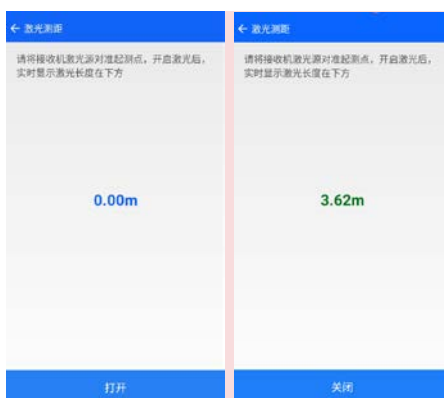 ← 激光测距
请将接收机激光源对准起测点，开启激光后，
实时显示激光长度在下方
0.00m
打开
← 激光测距
请将接收机激光源对准起测点，开启激光后，
实时显示激光长度在下方
3.62m
关闭